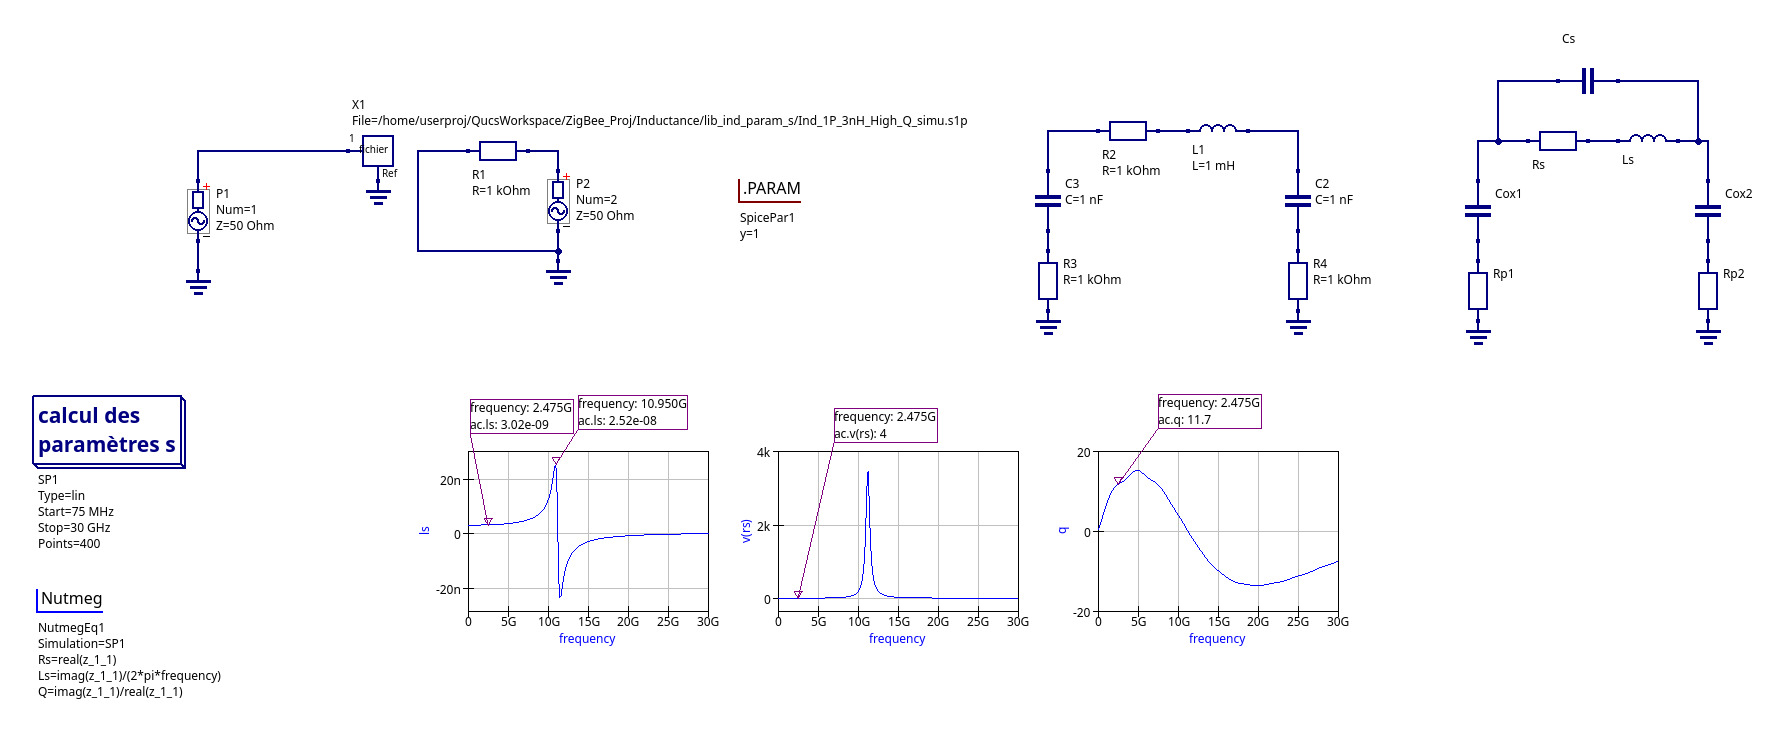 Cs
X1
File=/home/userproj/QucsWorkspace/ZigBee_Proj/Inductance/lib_ind_param_s/Ind_1P_3nH_High_Q_simu.s1p
1
fichier
Ref
P1
Num=1
Z=50 Ohm
R1
R=1 kOhm
P2
Num=2
Z=50 Ohm
.PARAM
SpicePar1
y=1
R2
R=1 kOhm
L1
L=1 mH
C3
C=1 nF
C2
C=1 nF
R3
R=1 kOhm
R4
R=1 kOhm
Rs
Ls
Cox1
Cox2
Rp1
Rp2
calcul des
paramètres s
SP1
Type=lin
Start=75 MHz
Stop=30 GHz
Points=400
Nutmeg
NutmegEq1
Simulation=SP1
Rs=real(z_1_1)
Ls=imag(z_1_1)/(2*pi*frequency)
Q=imag(z_1_1)/real(z_1_1)
frequency: 2.475G
ac.ls: 3.02e-09
frequency: 10.950G
ac.ls: 2.52e-08
20n
0
-20n
ls
0 5G 10G 15G 20G 25G 30G
frequency
frequency: 2.475G
ac.v(rs): 4
4k
2k
0
v(rs)
0 5G 10G 15G 20G 25G 30G
frequency
frequency: 2.475G
ac.q: 11.7
20
0
-20
q
0 5G 10G 15G 20G 25G 30G
frequency